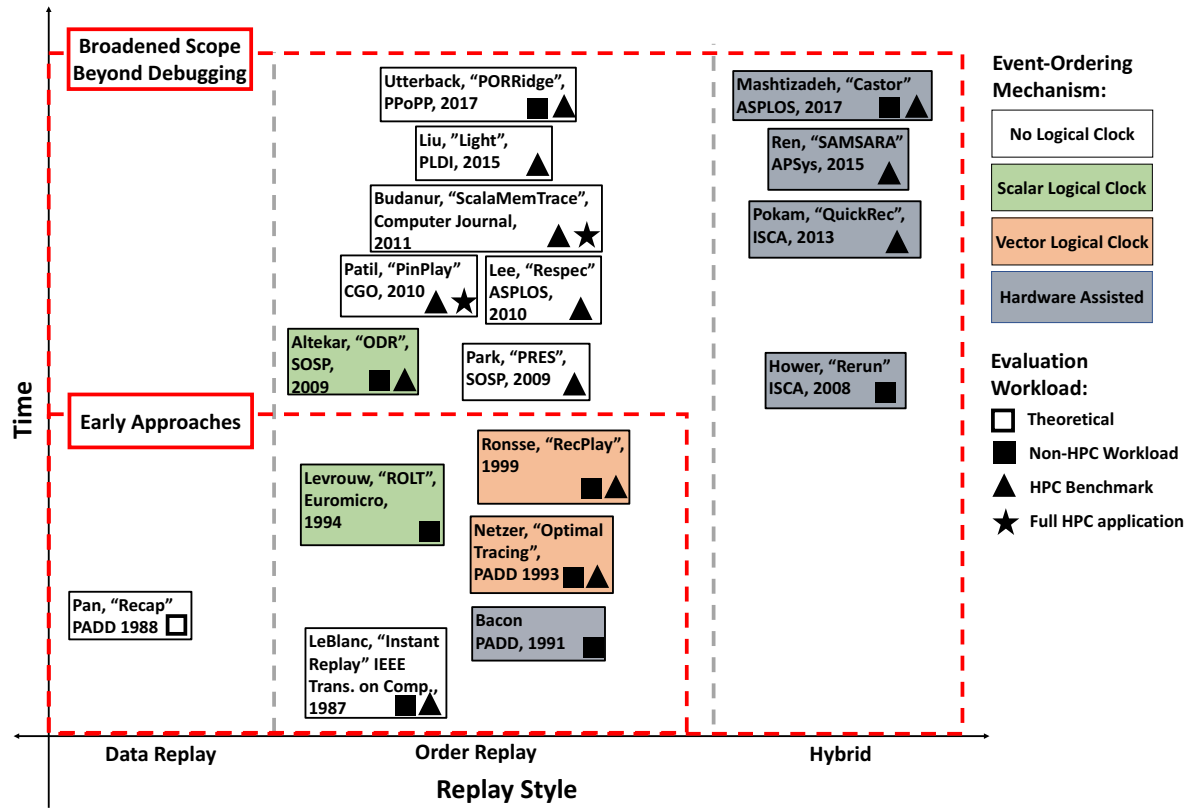 Broadened Scope
Beyond Debugging
Utterback, “PORRidge”,
PPoPP, 2017
Liu, ”Light”,
PLDI, 2015
Budanur, “ScalaMemTrace”,
Computer Journal,
2011
Patil, “PinPlay”
CGO, 2010
Lee, “Respec”
ASPLOS,
2010
Altekar, “ODR”,
SOSP,
2009
Park, “PRES”,
SOSP, 2009
Mashtizadeh, “Castor”
ASPLOS, 2017
Ren, “SAMSARA”
APSys, 2015
Pokam, “QuickRec”,
ISCA, 2013
Hower, “Rerun”
ISCA, 2008
Early Approaches
Ronsse, “RecPlay”,
1999
Levrouw, “ROLT”,
Euromicro,
1994
Netzer, “Optimal
Tracing”,
PADD 1993
Pan, “Recap”
PADD 1988
Bacon
PADD, 1991
LeBlanc, “Instant
Replay” IEEE
Trans. on Comp.,
1987
Time
Data Replay
Order Replay
Hybrid
Replay Style
Event-Ordering
Mechanism:
No Logical Clock
Scalar Logical Clock
Vector Logical Clock
Hardware Assisted
Evaluation
Workload:
Theoretical
Non-HPC Workload
HPC Benchmark
Full HPC application